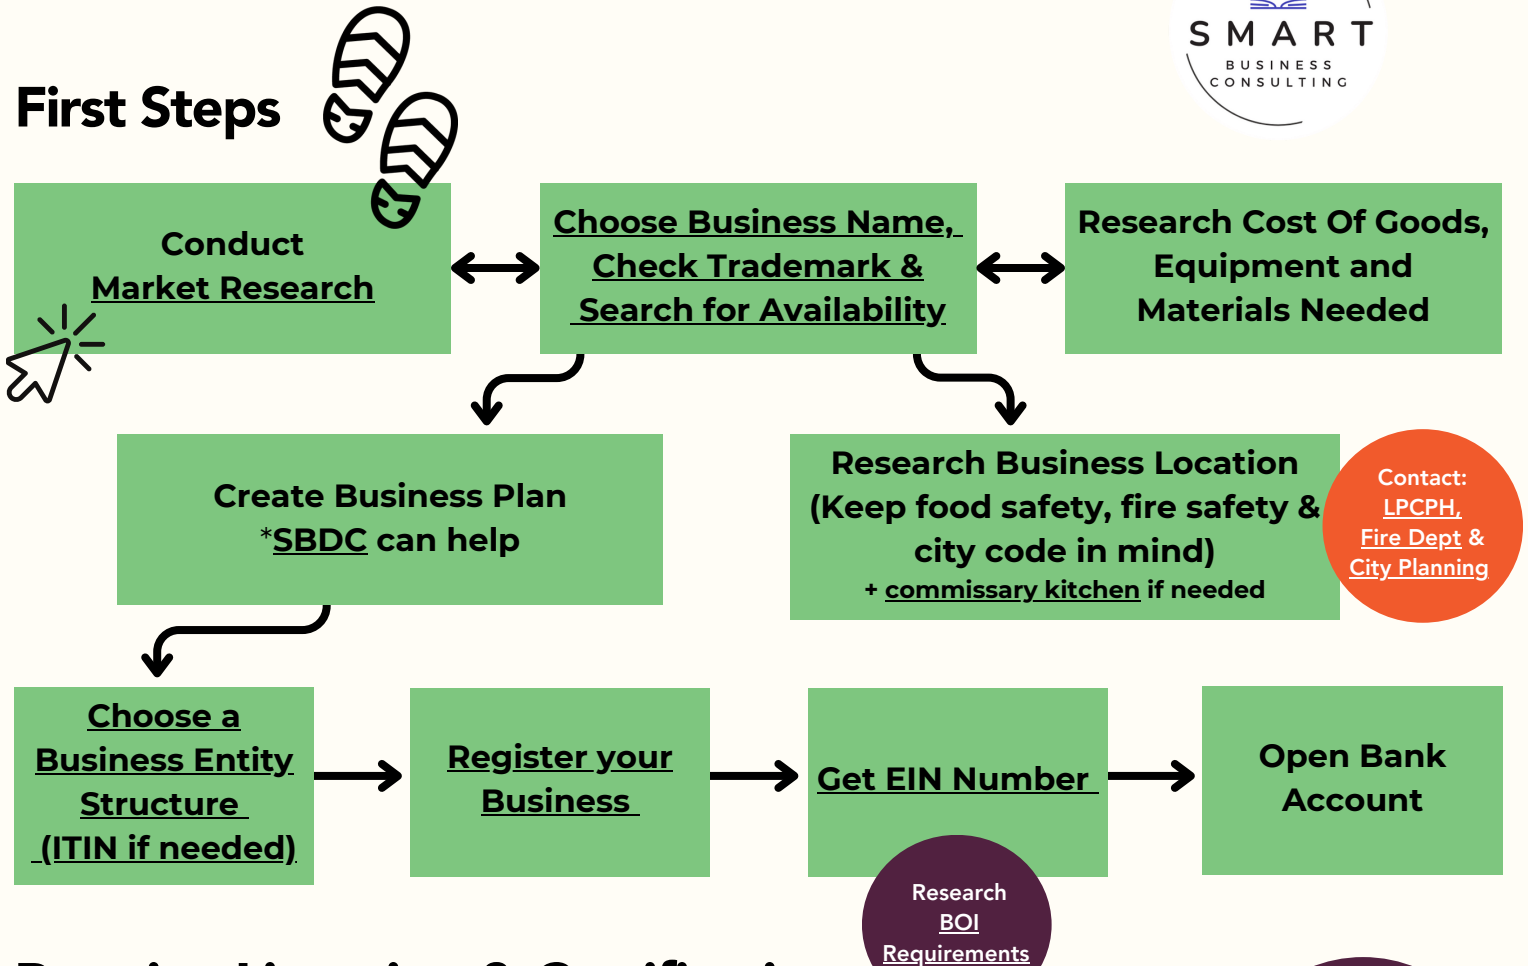 SMART
BUSINESS
CONSULTING
First Steps
Conduct
Market Research
Choose Business Name,
Check Trademark &
Search for Availability
Research Cost Of Goods,
Equipment and
Materials Needed
Create Business Plan
*SBDC can help
Research Business Location
(Keep food safety, fire safety &
city code in mind)
+ commissary kitchen if needed
Contact:
LPCPH,
Fire Dept &
City Planning
Choose a
Business Entity
Structure
(ITIN if needed)
Register your
Business
Get EIN Number
Open Bank
Account
Research
BOI
Requirements